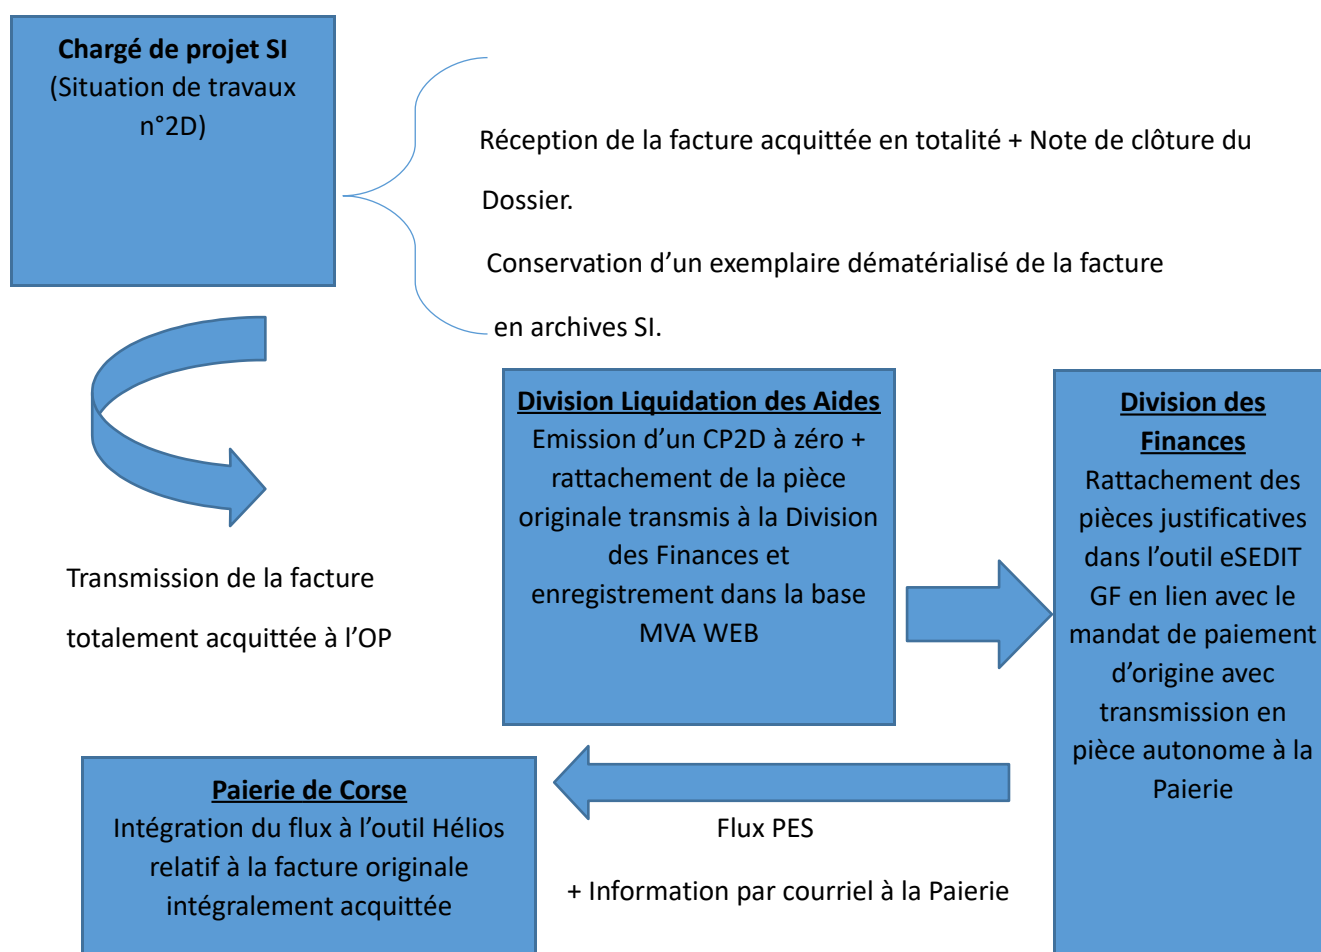 Chargé de projet SI
(Situation de travaux
n°2D)
Réception de la facture acquittée en totalité + Note de clôture du
Dossier.
Conservation d’un exemplaire dématérialisé de la facture
en archives SI.
Transmission de la facture
totalement acquittée à l’OP
Division Liquidation des Aides
Emission d’un CP2D à zéro +
rattachement de la pièce
originale transmis à la Division
des Finances et
enregistrement dans la base
MVA WEB
Division des
Finances
Rattachement des
pièces justificatives
dans l’outil eSEDIT
GF en lien avec le
mandat de paiement
d’origine avec
transmission en
pièce autonome à la
Paierie
Flux PES
+ Information par courriel à la Paierie
Paierie de Corse
Intégration du flux à l’outil Hélios
relatif à la facture originale
intégralement acquittée